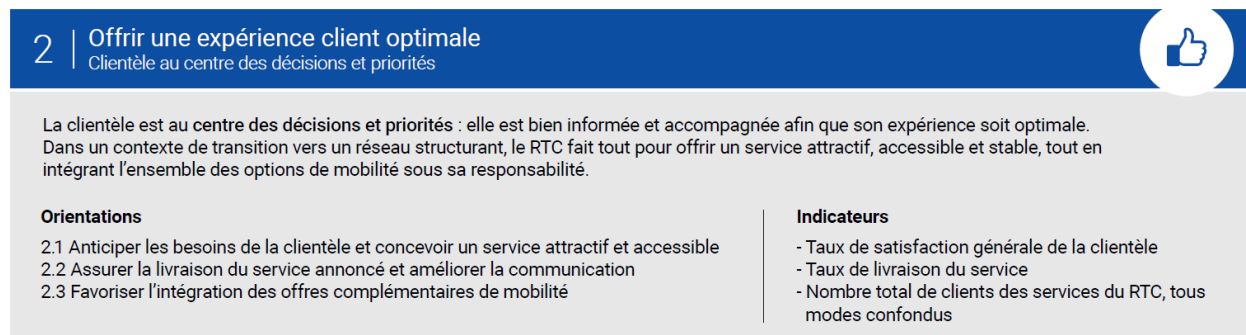 2
Offrir une expérience client optimale
Clientèle au centre des décisions et priorités
La clientèle est au centre des décisions et priorités : elle est bien informée et accompagnée afin que son expérience soit optimale.
Dans un contexte de transition vers un réseau structurant, le RTC fait tout pour offrir un service attractif, accessible et stable, tout en
intégrant l’ensemble des options de mobilité sous sa responsabilité.
Orientations
2.1 Anticiper les besoins de la clientèle et concevoir un service attractif et accessible
2.2 Assurer la livraison du service annoncé et améliorer la communication
2.3 Favoriser l’intégration des offres complémentaires de mobilité
Indicateurs
- Taux de satisfaction générale de la clientèle
- Taux de livraison du service
- Nombre total de clients des services du RTC, tous
modes confondus